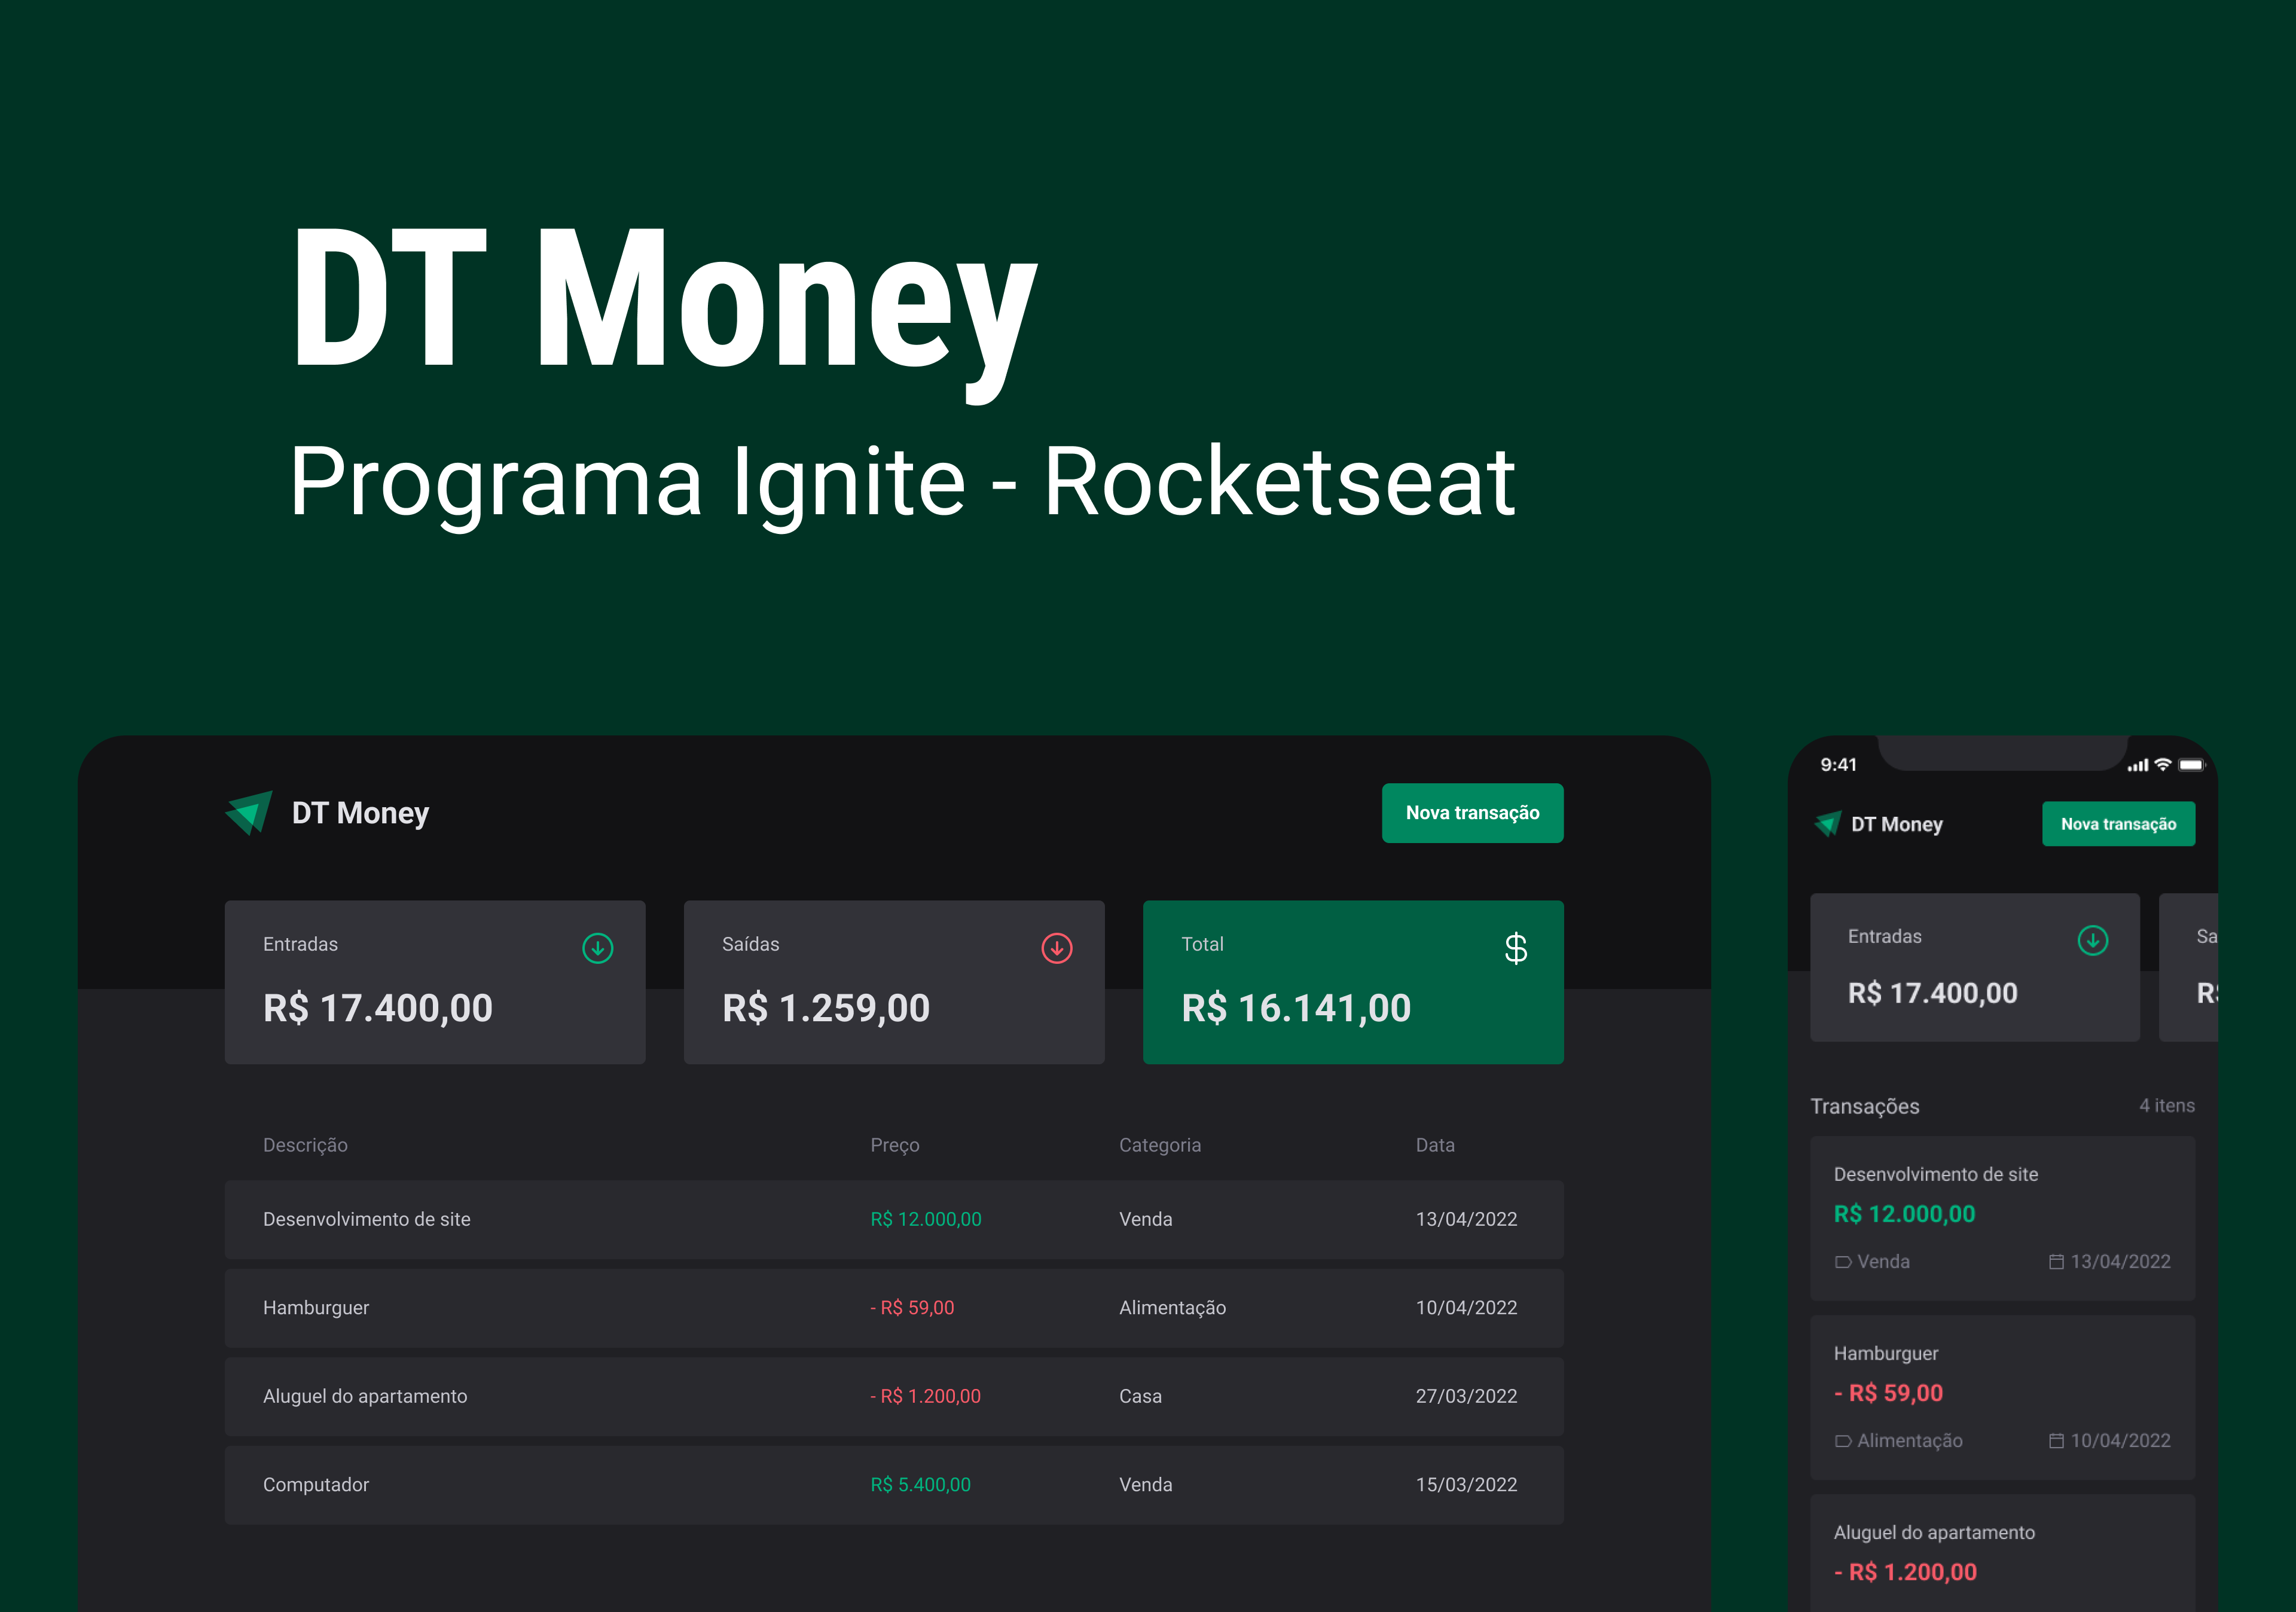 DT Money
Programa Ignite - Rocketseat
DT Money
Nova transação
Entradas
R$ 17.400,00
Saídas
R$ 1.259,00
Total
$
R$ 16.141,00
Descrição Preço Categoria Data
Desenvolvimento de site R$ 12.000,00 Venda 13/04/2022
Hamburguer - R$ 59,00 Alimentação 10/04/2022
Aluguel do apartamento - R$ 1.200,00 Casa 27/03/2022
Computador R$ 5.400,00 Venda 15/03/2022
9:41
DT Money
Nova transação
Entradas
R$ 17.400,00
Sa
R$
Transações 4 itens
Desenvolvimento de site
R$ 12.000,00
Venda 13/04/2022
Hamburguer
- R$ 59,00
Alimentação 10/04/2022
Aluguel do apartamento
- R$ 1.200,00